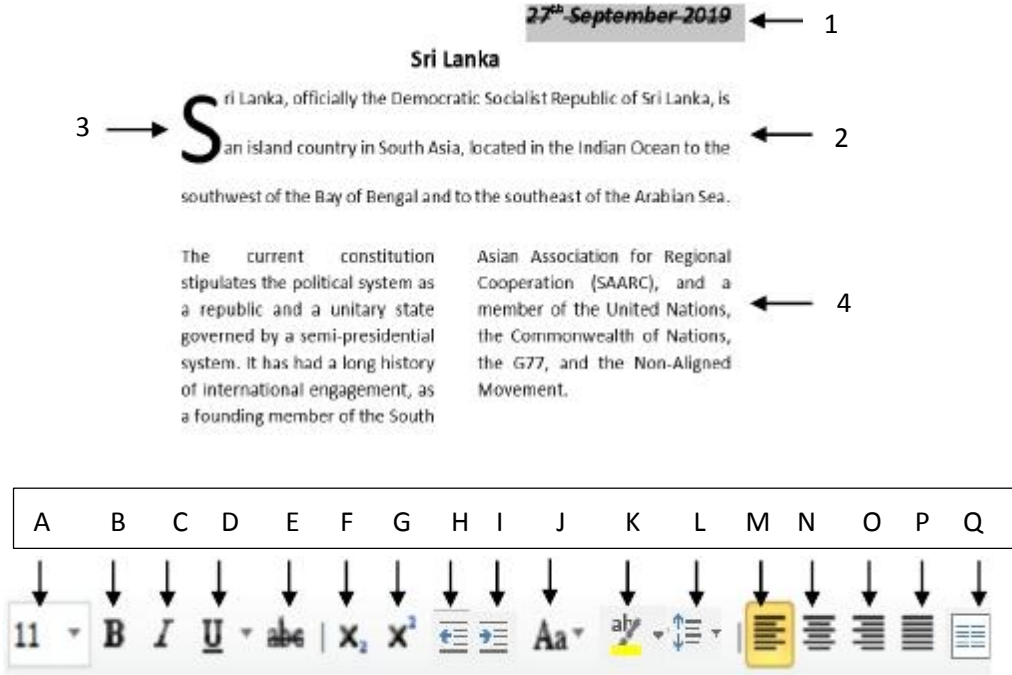 27th September 2019
1
Sri Lanka
Sri Lanka, officially the Democratic Socialist Republic of Sri Lanka, is
3
2
an island country in South Asia, located in the Indian Ocean to the
southwest of the Bay of Bengal and to the southeast of the Arabian Sea.
The current constitution
stipulates the political system as
a republic and a unitary state
governed by a semi-presidential
system. It has had a long history
of international engagement, as
a founding member of the South
Asian Association for Regional
Cooperation (SAARC), and a
member of the United Nations,
the Commonwealth of Nations,
the G77, and the Non-Aligned
Movement.
4
A B C D E F G H I J K L M N O P Q
11 B I U abc X2 X2 Aa ab